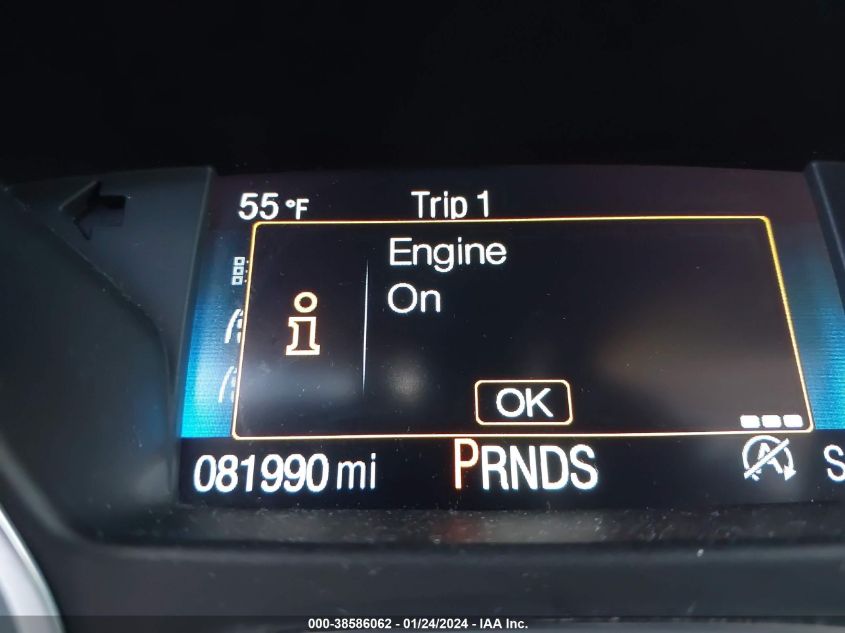 55 °F Trip 1
Engine
On
OK
081990 mi PRNDS A S
000-38586062 - 01/24/2024 - IAA Inc.